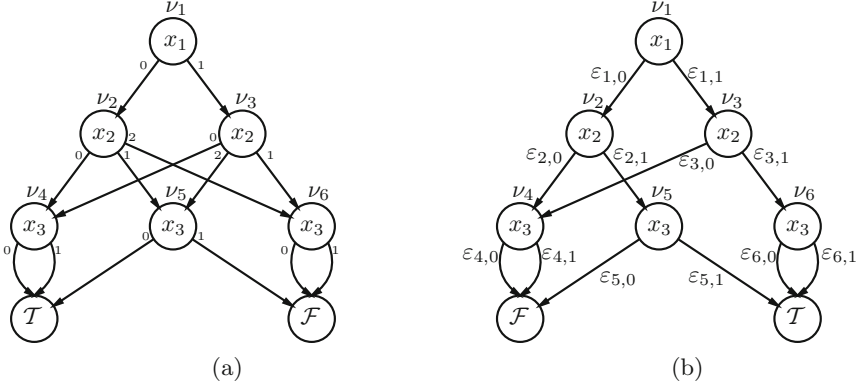 ν₁ ν₁
x₁ x₁
0 1 ε₁,₀ ε₁,₁
ν₂ ν₃ ν₂ ν₃
x₂ x₂ x₂ x₂
0 1 2 0 2 1 ε₂,₀ ε₂,₁ ε₃,₀ ε₃,₁
ν₄ ν₅ ν₆ ν₄ ν₅ ν₆
x₃ x₃ x₃ x₃ x₃ x₃
0 1 0 1 0 1 ε₄,₀ ε₄,₁ ε₅,₀ ε₅,₁ ε₆,₀ ε₆,₁
𝒯 ℱ ℱ 𝒯
(a) (b)